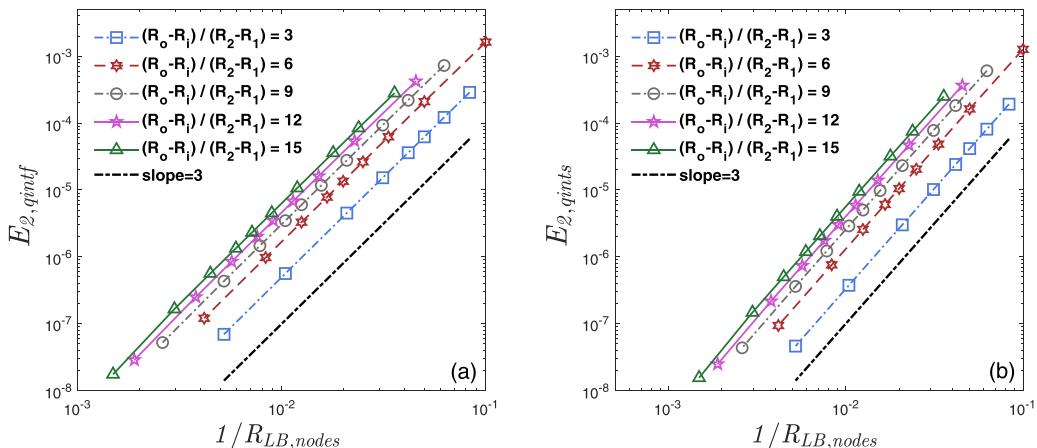 10^-3
10^-4
10^-5
10^-6
10^-7
10^-8
E_2,qintf
(R_o-R_i)/(R_2-R_1) = 3
(R_o-R_i)/(R_2-R_1) = 6
(R_o-R_i)/(R_2-R_1) = 9
(R_o-R_i)/(R_2-R_1) = 12
(R_o-R_i)/(R_2-R_1) = 15
slope=3
(a)
10^-3
10^-2
10^-1
1/R_LB,nodes
10^-3
10^-4
10^-5
10^-6
10^-7
10^-8
E_2,qints
(R_o-R_i)/(R_2-R_1) = 3
(R_o-R_i)/(R_2-R_1) = 6
(R_o-R_i)/(R_2-R_1) = 9
(R_o-R_i)/(R_2-R_1) = 12
(R_o-R_i)/(R_2-R_1) = 15
slope=3
(b)
10^-3
10^-2
10^-1
1/R_LB,nodes